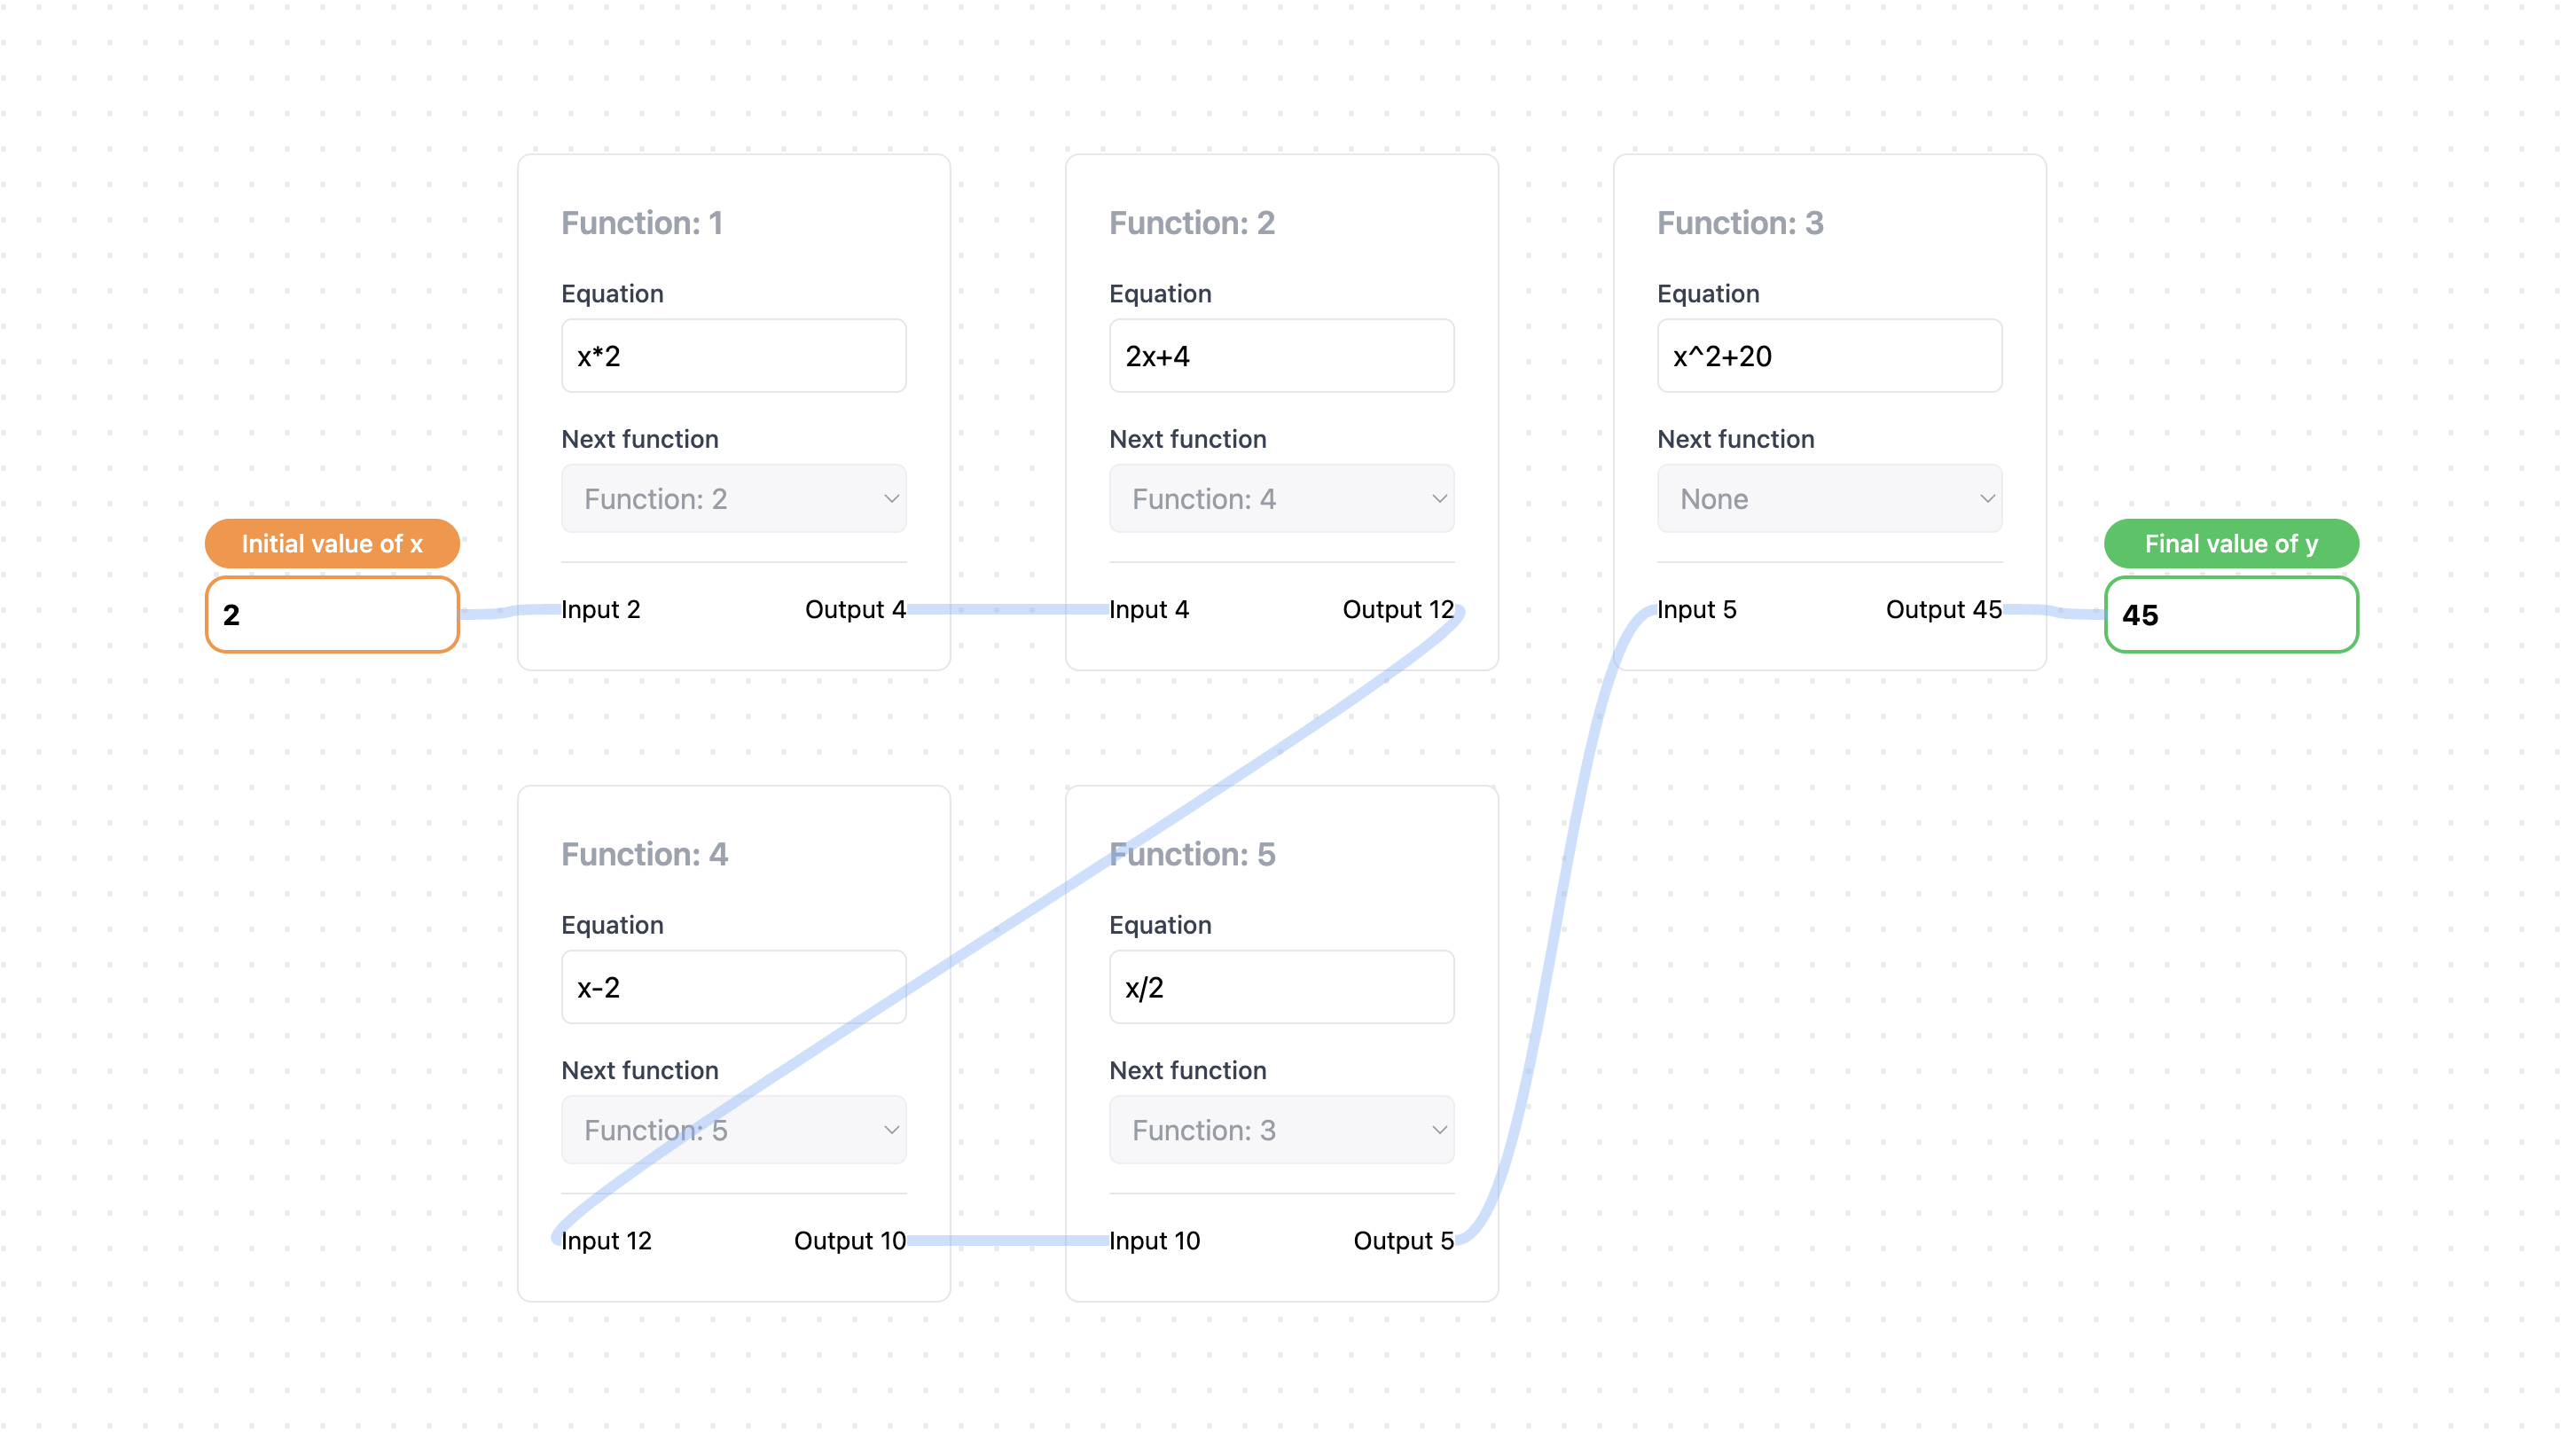 Initial value of x
2
Function: 1
Equation
x*2
Next function
Function: 2
Input 2 Output 4
Function: 2
Equation
2x+4
Next function
Function: 4
Input 4 Output 12
Function: 3
Equation
x^2+20
Next function
None
Input 5 Output 45
Final value of y
45
Function: 4
Equation
x-2
Next function
Function: 5
Input 12 Output 10
Function: 5
Equation
x/2
Next function
Function: 3
Input 10 Output 5